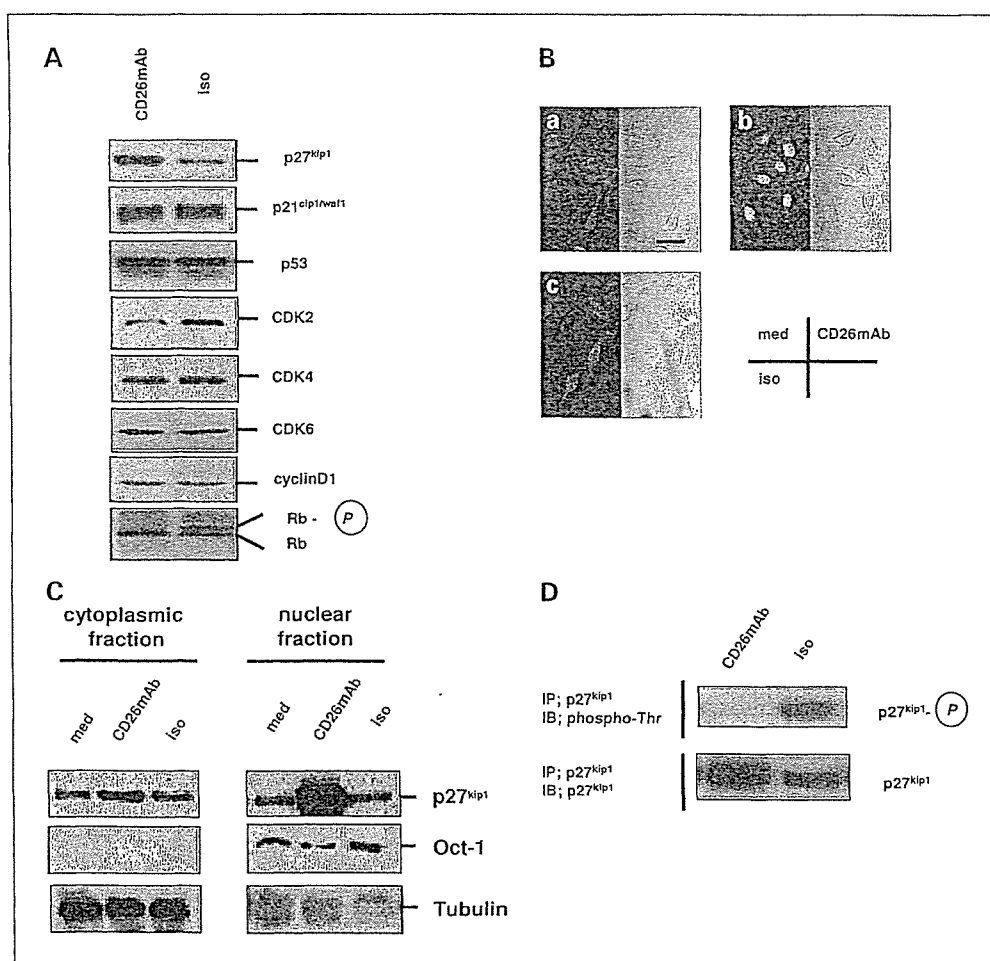 A
CD26mAb
iso
p27kip1
p21cip1/waf1
p53
CDK2
CDK4
CDK6
cyclinD1
Rb - P
Rb
B
a
b
c
med
CD26mAb
iso
C
cytoplasmic
fraction
nuclear
fraction
med
CD26mAb
iso
med
CD26mAb
iso
p27kip1
Oct-1
Tubulin
D
CD26mAb
iso
IP; p27kip1
IB; phospho-Thr
p27kip1- P
IP; p27kip1
IB; p27kip1
p27kip1